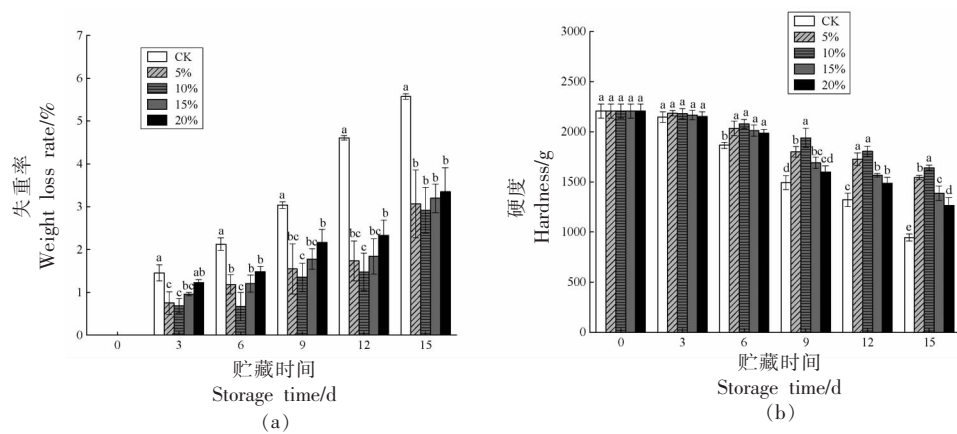 CK
5%
10%
15%
20%
7
6
5
4
3
2
1
0
失重率
Weight loss rate/%
a
c
c
bc
ab
a
b
c
b
b
a
bc
c
bc
b
a
bc
c
bc
b
a
b
b
b
b
0
3
6
9
12
15
贮藏时间
Storage time/d
(a)
CK
5%
10%
15%
20%
3000
2500
2000
1500
1000
500
0
硬度
Hardness/g
a a a a a
a a a a a
b
a
a
a
a
d
b
a
bc
cd
c
a
a
b
b
e
b
a
c
d
0
3
6
9
12
15
贮藏时间
Storage time/d
(b)